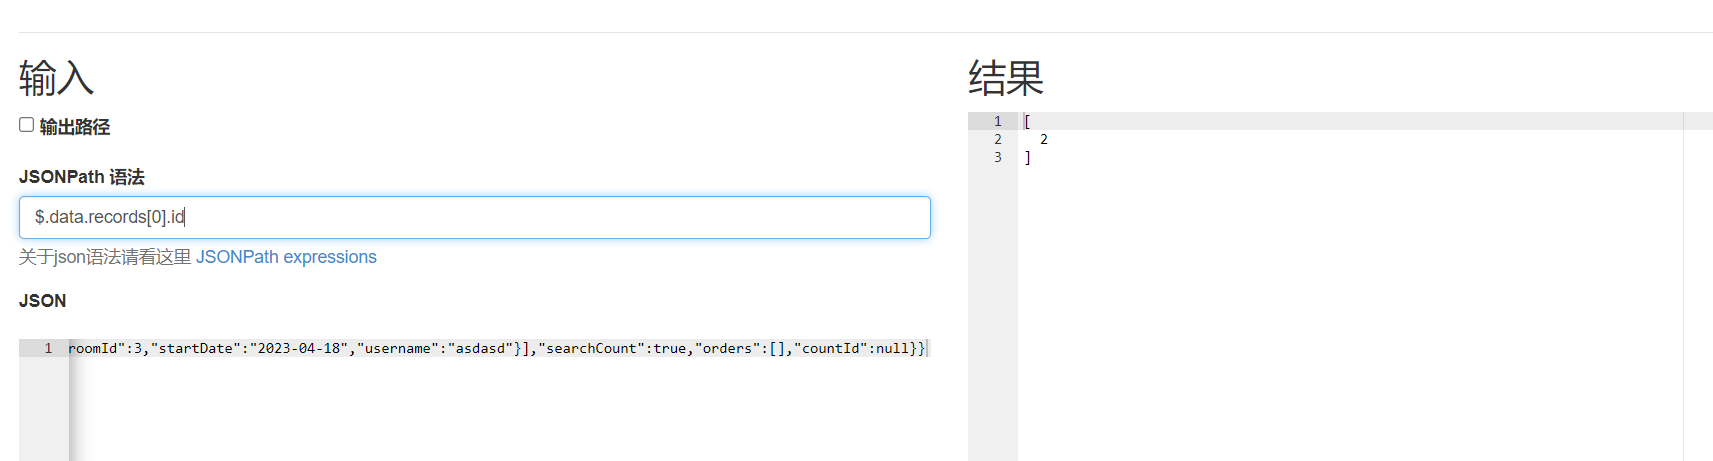 输入
输出路径
JSONPath 语法
$.data.records[0].id
关于json语法请看这里 JSONPath expressions
JSON
1 roomId":3,"startDate":"2023-04-18","username":"asdasd"}],"searchCount":true,"orders":[],"countId":null}}
结果
1 [
2 2
3 ]